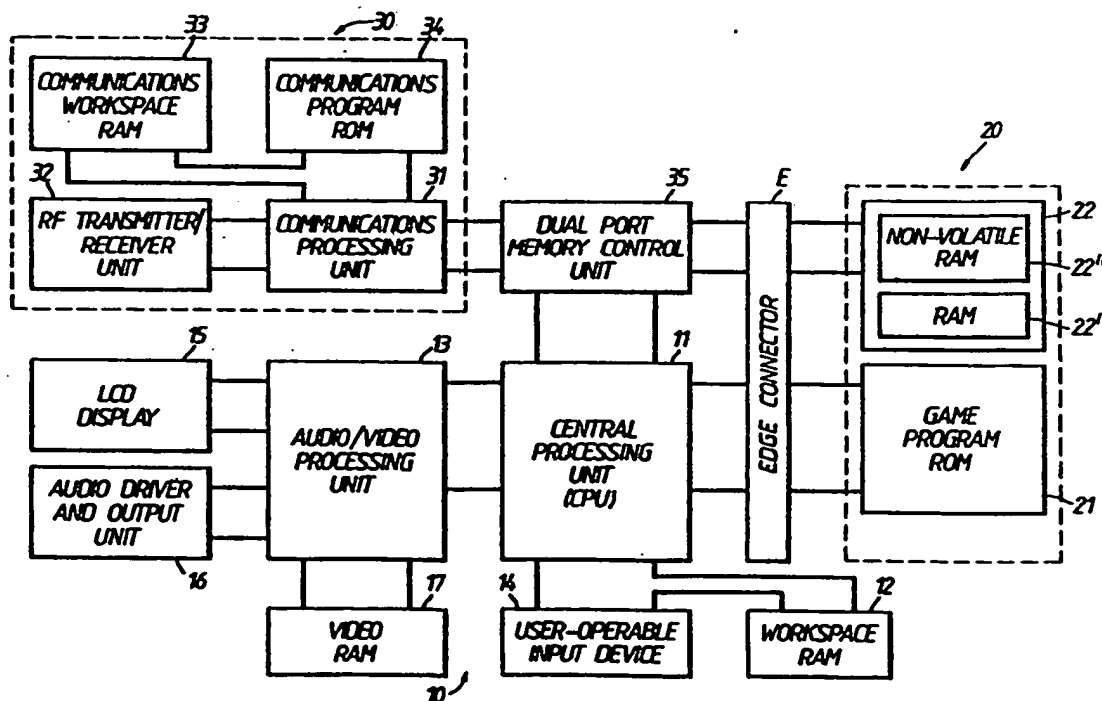 33
30
34
COMMUNICATIONS
WORKSPACE
RAM
COMMUNICATIONS
PROGRAM
ROM
20
32
31
35
E
RF TRANSMITTER/
RECEIVER
UNIT
COMMUNICATIONS
PROCESSING
UNIT
DUAL PORT
MEMORY CONTROL
UNIT
22
NON-VOLATILE
RAM
22"
RAM
22'
15
13
11
LCD
DISPLAY
AUDIO/VIDEO
PROCESSING
UNIT
CENTRAL
PROCESSING
UNIT
(CPU)
EDGE CONNECTOR
GAME
PROGRAM
ROM
21
AUDIO DRIVER
AND OUTPUT
UNIT
16
17
14
12
VIDEO
RAM
USER-OPERABLE
INPUT DEVICE
WORKSPACE
RAM
10